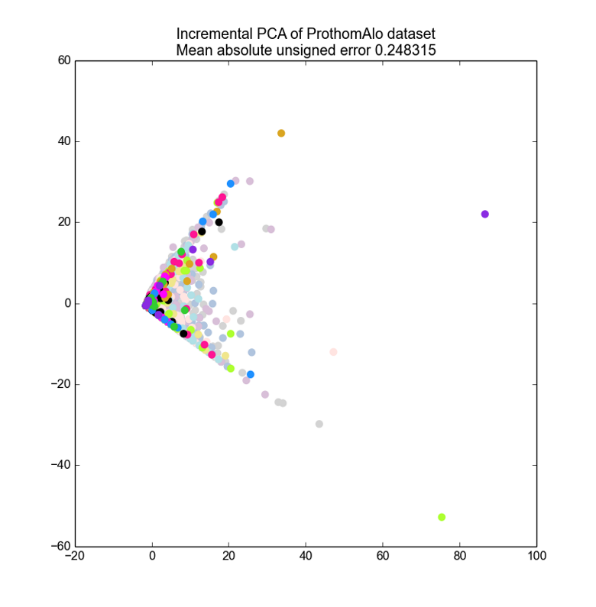 Incremental PCA of ProthomAlo dataset
Mean absolute unsigned error 0.248315
60
40
20
0
−20
−40
−60
−20 0 20 40 60 80 100